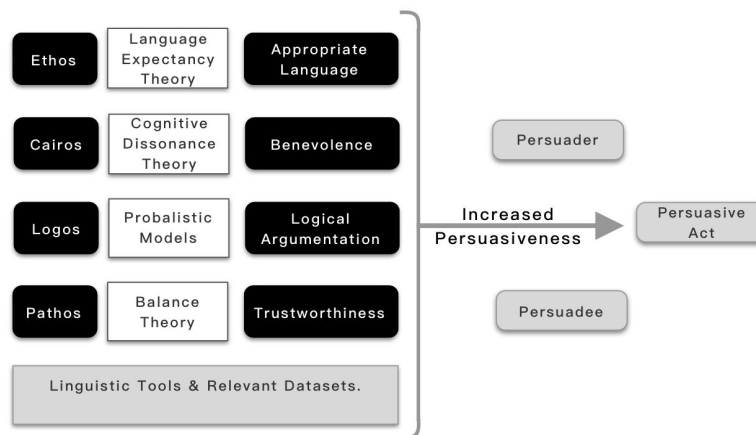 Ethos
Language
Expectancy
Theory
Appropriate
Language
Cairos
Cognitive
Dissonance
Theory
Benevolence
Logos
Probalistic
Models
Logical
Argumentation
Pathos
Balance
Theory
Trustworthiness
Linguistic Tools & Relevant Datasets.
Persuader
Increased
Persuasiveness
Persuadee
Persuasive
Act